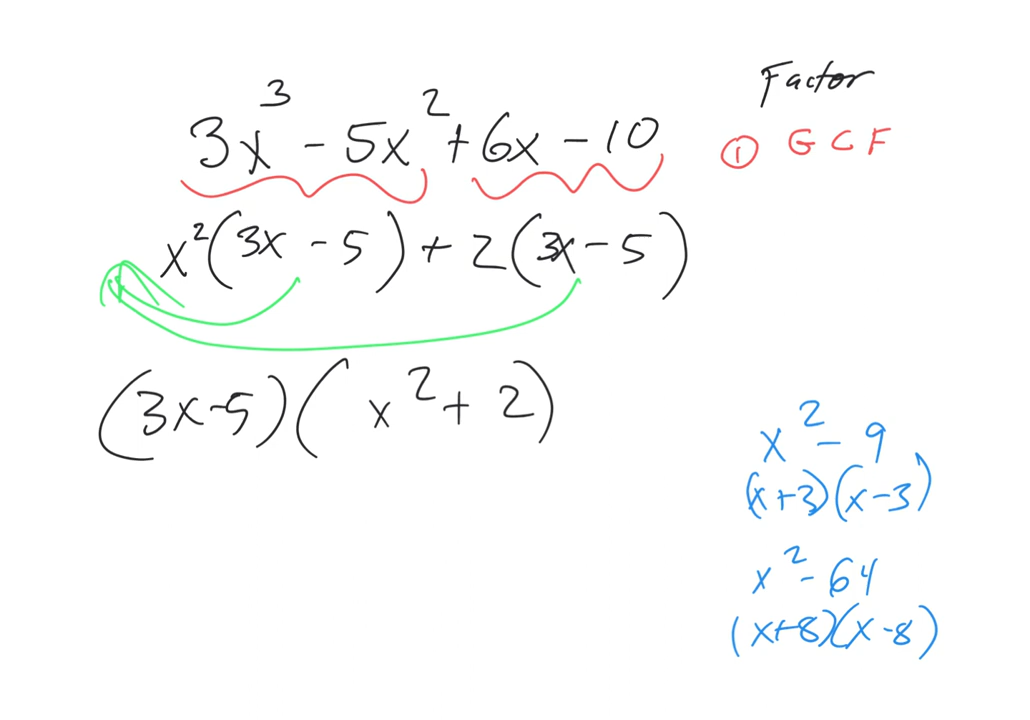 Factor
3x³ - 5x² + 6x - 10
① GCF
x²(3x - 5) + 2(3x - 5)
(3x-5)( x² + 2)
x² - 9
(x+3)(x-3)
x² - 64
(x+8)(x-8)